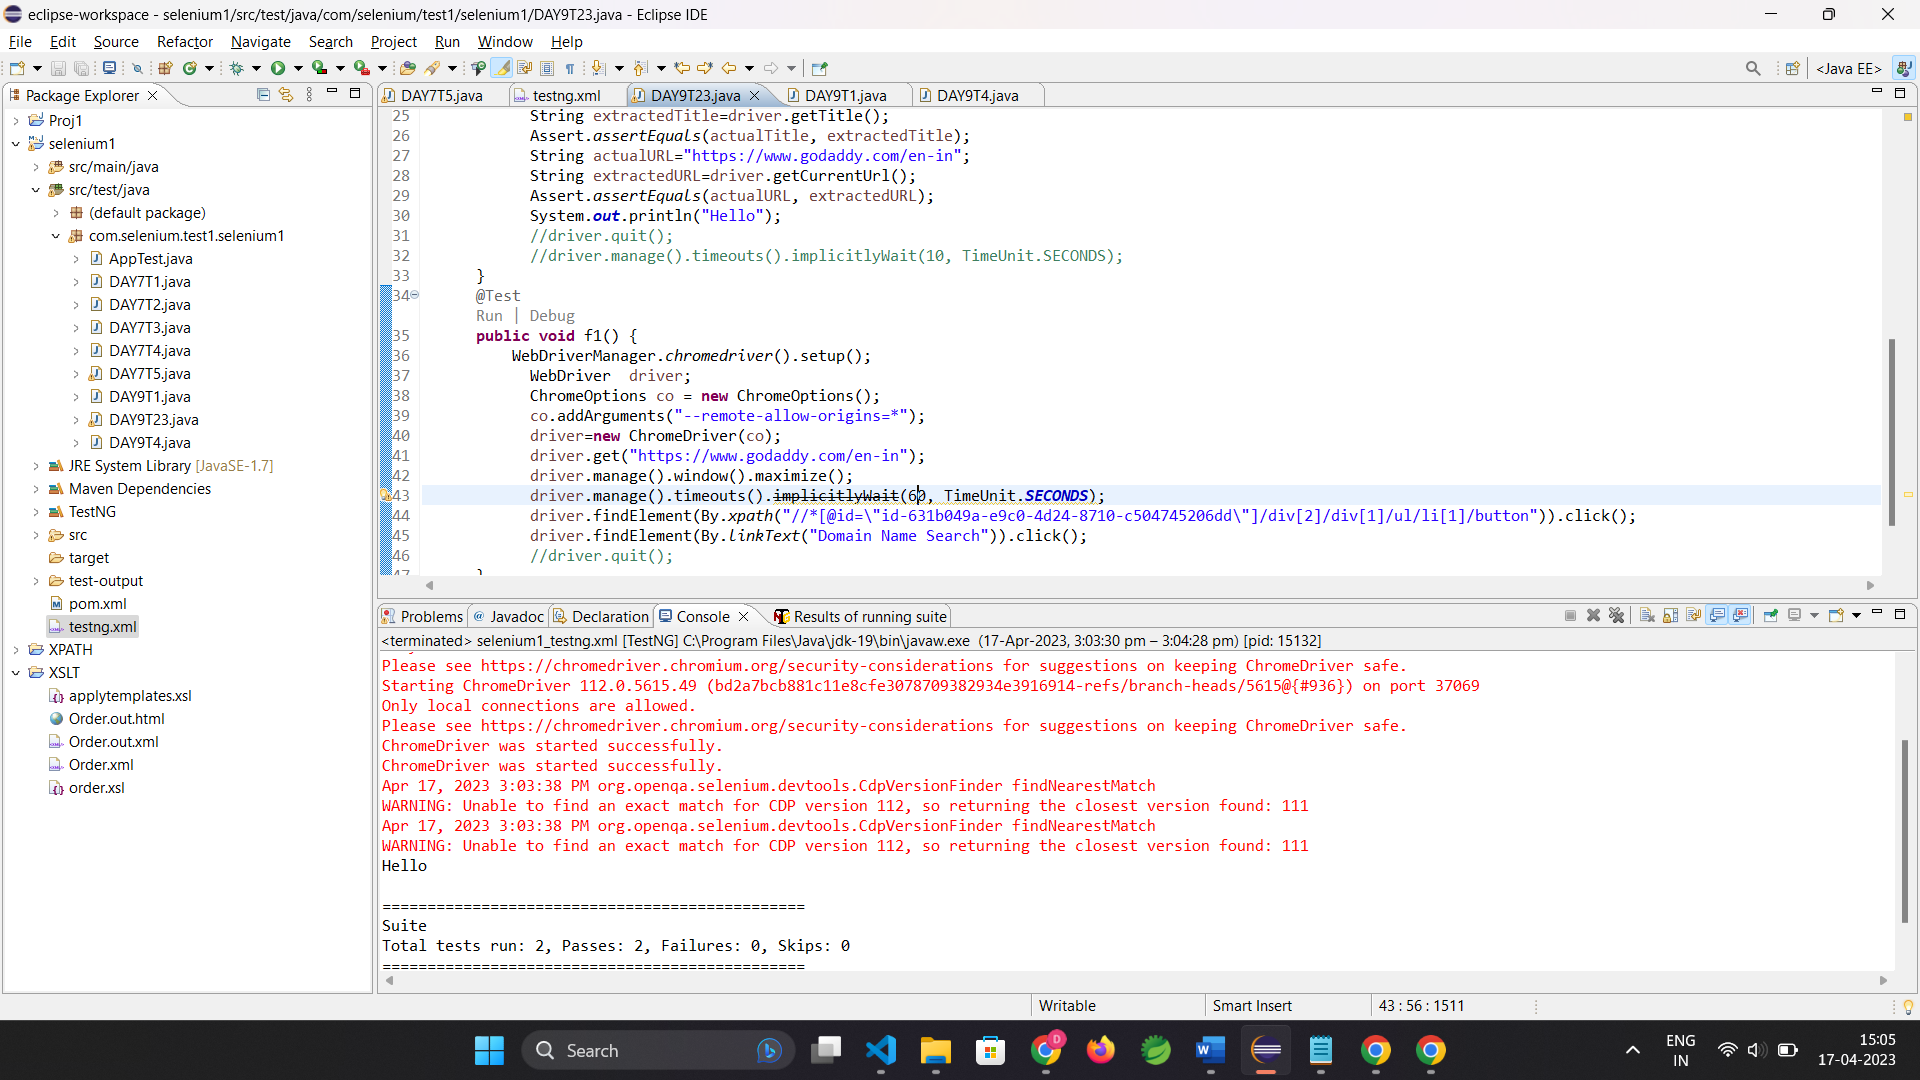 eclipse-workspace - selenium1/src/test/java/com/selenium/test1/selenium1/DAY9T23.java - Eclipse IDE
File Edit Source Refactor Navigate Search Project Run Window Help
<Java EE>
Package Explorer
Proj1
selenium1
src/main/java
src/test/java
(default package)
com.selenium.test1.selenium1
AppTest.java
DAY7T1.java
DAY7T2.java
DAY7T3.java
DAY7T4.java
DAY7T5.java
DAY9T1.java
DAY9T23.java
DAY9T4.java
JRE System Library [JavaSE-1.7]
Maven Dependencies
TestNG
src
target
test-output
pom.xml
testng.xml
XPATH
XSLT
applytemplates.xsl
Order.out.html
Order.out.xml
Order.xml
order.xsl
DAY7T5.java testng.xml DAY9T23.java DAY9T1.java DAY9T4.java
25 String extractedTitle=driver.getTitle();
26 Assert.assertEquals(actualTitle, extractedTitle);
27 String actualURL="https://www.godaddy.com/en-in";
28 String extractedURL=driver.getCurrentUrl();
29 Assert.assertEquals(actualURL, extractedURL);
30 System.out.println("Hello");
31 //driver.quit();
32 //driver.manage().timeouts().implicitlyWait(10, TimeUnit.SECONDS);
33 }
34 @Test
Run | Debug
35 public void f1() {
36 WebDriverManager.chromedriver().setup();
37 WebDriver driver;
38 ChromeOptions co = new ChromeOptions();
39 co.addArguments("--remote-allow-origins=*");
40 driver=new ChromeDriver(co);
41 driver.get("https://www.godaddy.com/en-in");
42 driver.manage().window().maximize();
43 driver.manage().timeouts().implicitlyWait(60, TimeUnit.SECONDS);
44 driver.findElement(By.xpath("//*[@id=\"id-631b049a-e9c0-4d24-8710-c504745206dd\"]/div[2]/div[1]/ul/li[1]/button")).click();
45 driver.findElement(By.linkText("Domain Name Search")).click();
46 //driver.quit();
47 }
Problems Javadoc Declaration Console Results of running suite
<terminated> selenium1_testng.xml [TestNG] C:\Program Files\Java\jdk-19\bin\javaw.exe (17-Apr-2023, 3:03:30 pm – 3:04:28 pm) [pid: 15132]
Please see https://chromedriver.chromium.org/security-considerations for suggestions on keeping ChromeDriver safe.
Starting ChromeDriver 112.0.5615.49 (bd2a7bcb881c11e8cfe3078709382934e3916914-refs/branch-heads/5615@{#936}) on port 37069
Only local connections are allowed.
Please see https://chromedriver.chromium.org/security-considerations for suggestions on keeping ChromeDriver safe.
ChromeDriver was started successfully.
ChromeDriver was started successfully.
Apr 17, 2023 3:03:38 PM org.openqa.selenium.devtools.CdpVersionFinder findNearestMatch
WARNING: Unable to find an exact match for CDP version 112, so returning the closest version found: 111
Apr 17, 2023 3:03:38 PM org.openqa.selenium.devtools.CdpVersionFinder findNearestMatch
WARNING: Unable to find an exact match for CDP version 112, so returning the closest version found: 111
Hello
===============================================
Suite
Total tests run: 2, Passes: 2, Failures: 0, Skips: 0
===============================================
Writable Smart Insert 43 : 56 : 1511
Search
D
ENG
IN
15:05
17-04-2023